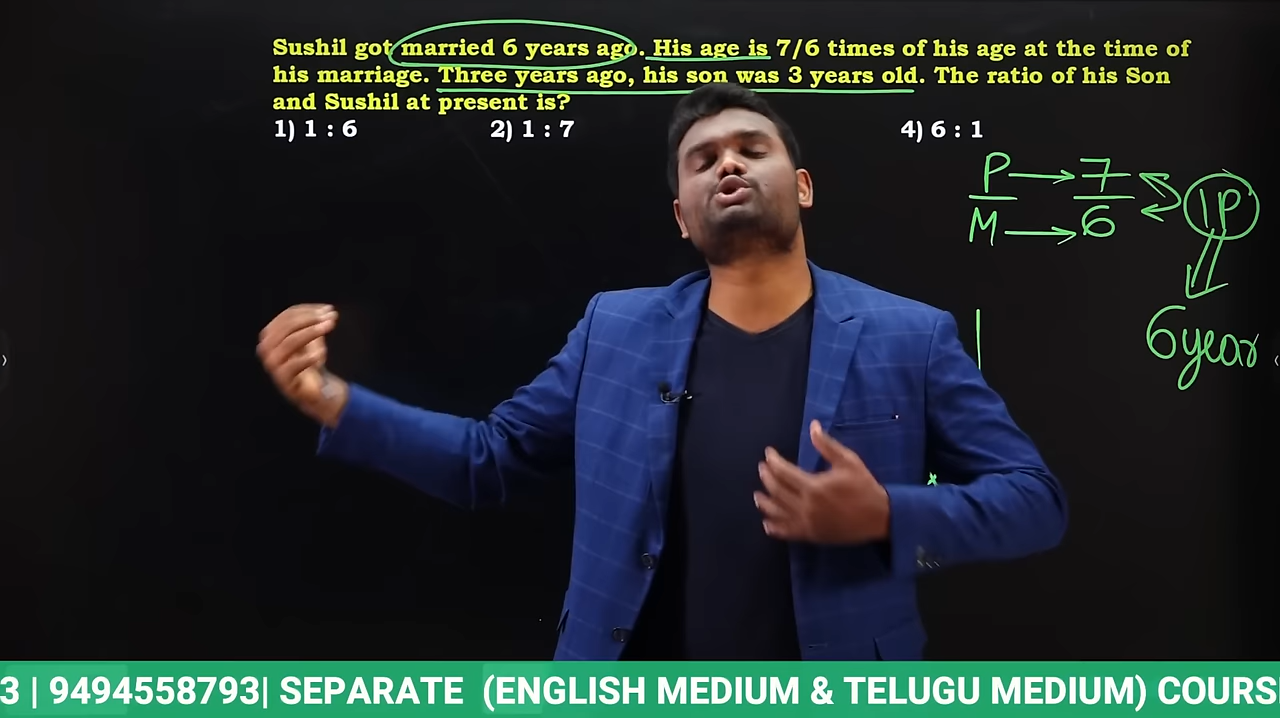 Sushil got married 6 years ago. His age is 7/6 times of his age at the time of
his marriage. Three years ago, his son was 3 years old. The ratio of his Son
and Sushil at present is?
1) 1 : 6 2) 1 : 7 4) 6 : 1
P → 7
M → 6
1P
6 year
3 | 9494558793| SEPARATE (ENGLISH MEDIUM & TELUGU MEDIUM) COURS